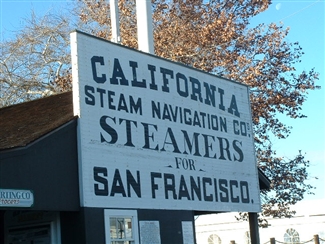 CALIFORNIA
STEAM NAVIGATION CO.
STEAMERS
FOR
SAN FRANCISCO.